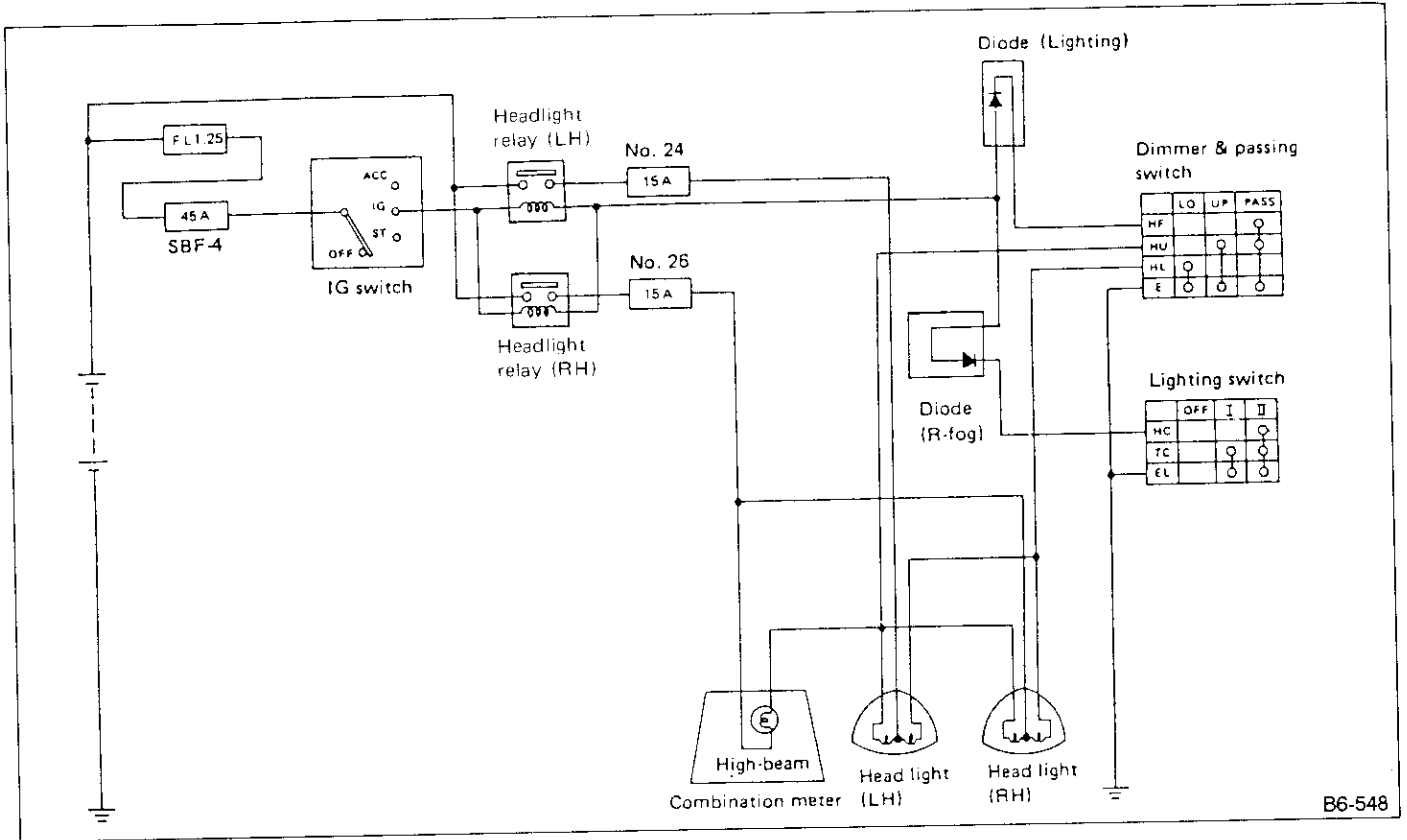 Diode (Lighting)
Headlight
relay (LH)
FL1.25
No. 24
15A
Dimmer & passing
switch
ACC
IG
ST
OFF
IG switch
45A
SBF-4
LO UP PASS
HF
HU
HL
E
No. 26
15A
Headlight
relay (RH)
Diode
(R-fog)
Lighting switch
OFF I II
HC
TC
EL
High-beam
Combination meter
Head light
(LH)
Head light
(RH)
B6-548